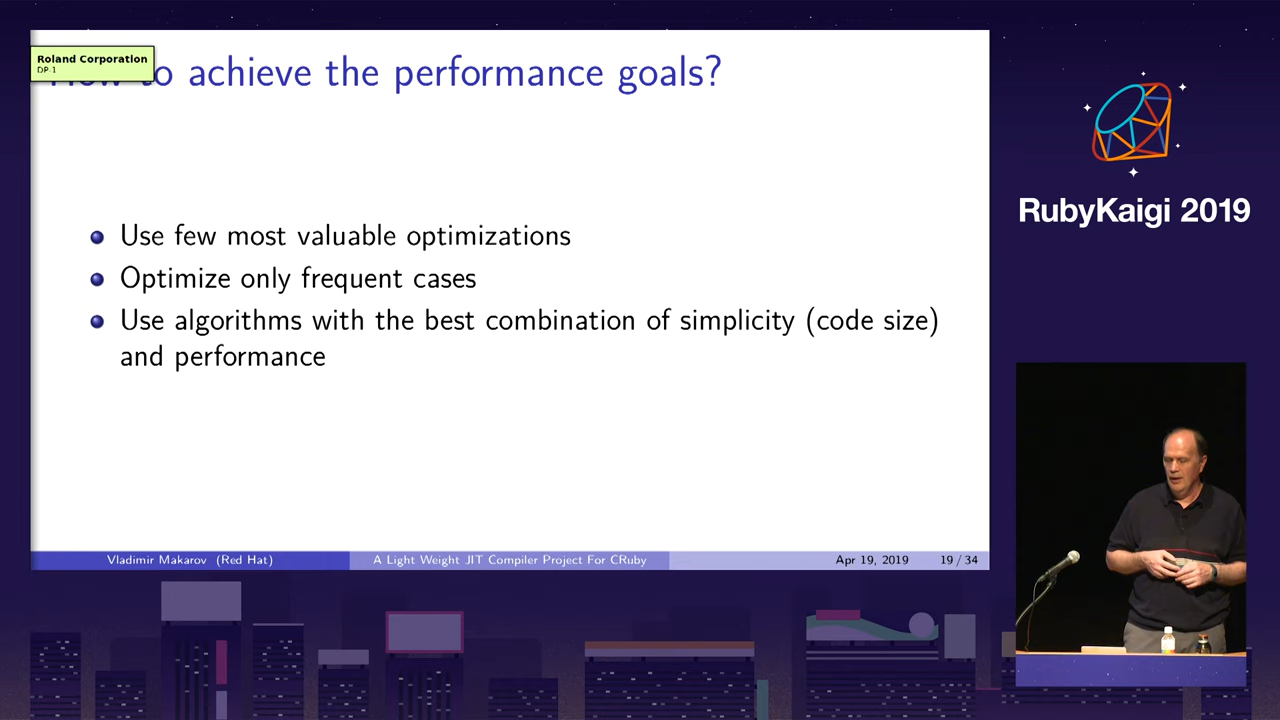 Roland Corporation
DP-1
How to achieve the performance goals?
Use few most valuable optimizations
Optimize only frequent cases
Use algorithms with the best combination of simplicity (code size)
and performance
Vladimir Makarov (Red Hat)
A Light Weight JIT Compiler Project For CRuby
Apr 19, 2019
19 / 34
RubyKaigi 2019